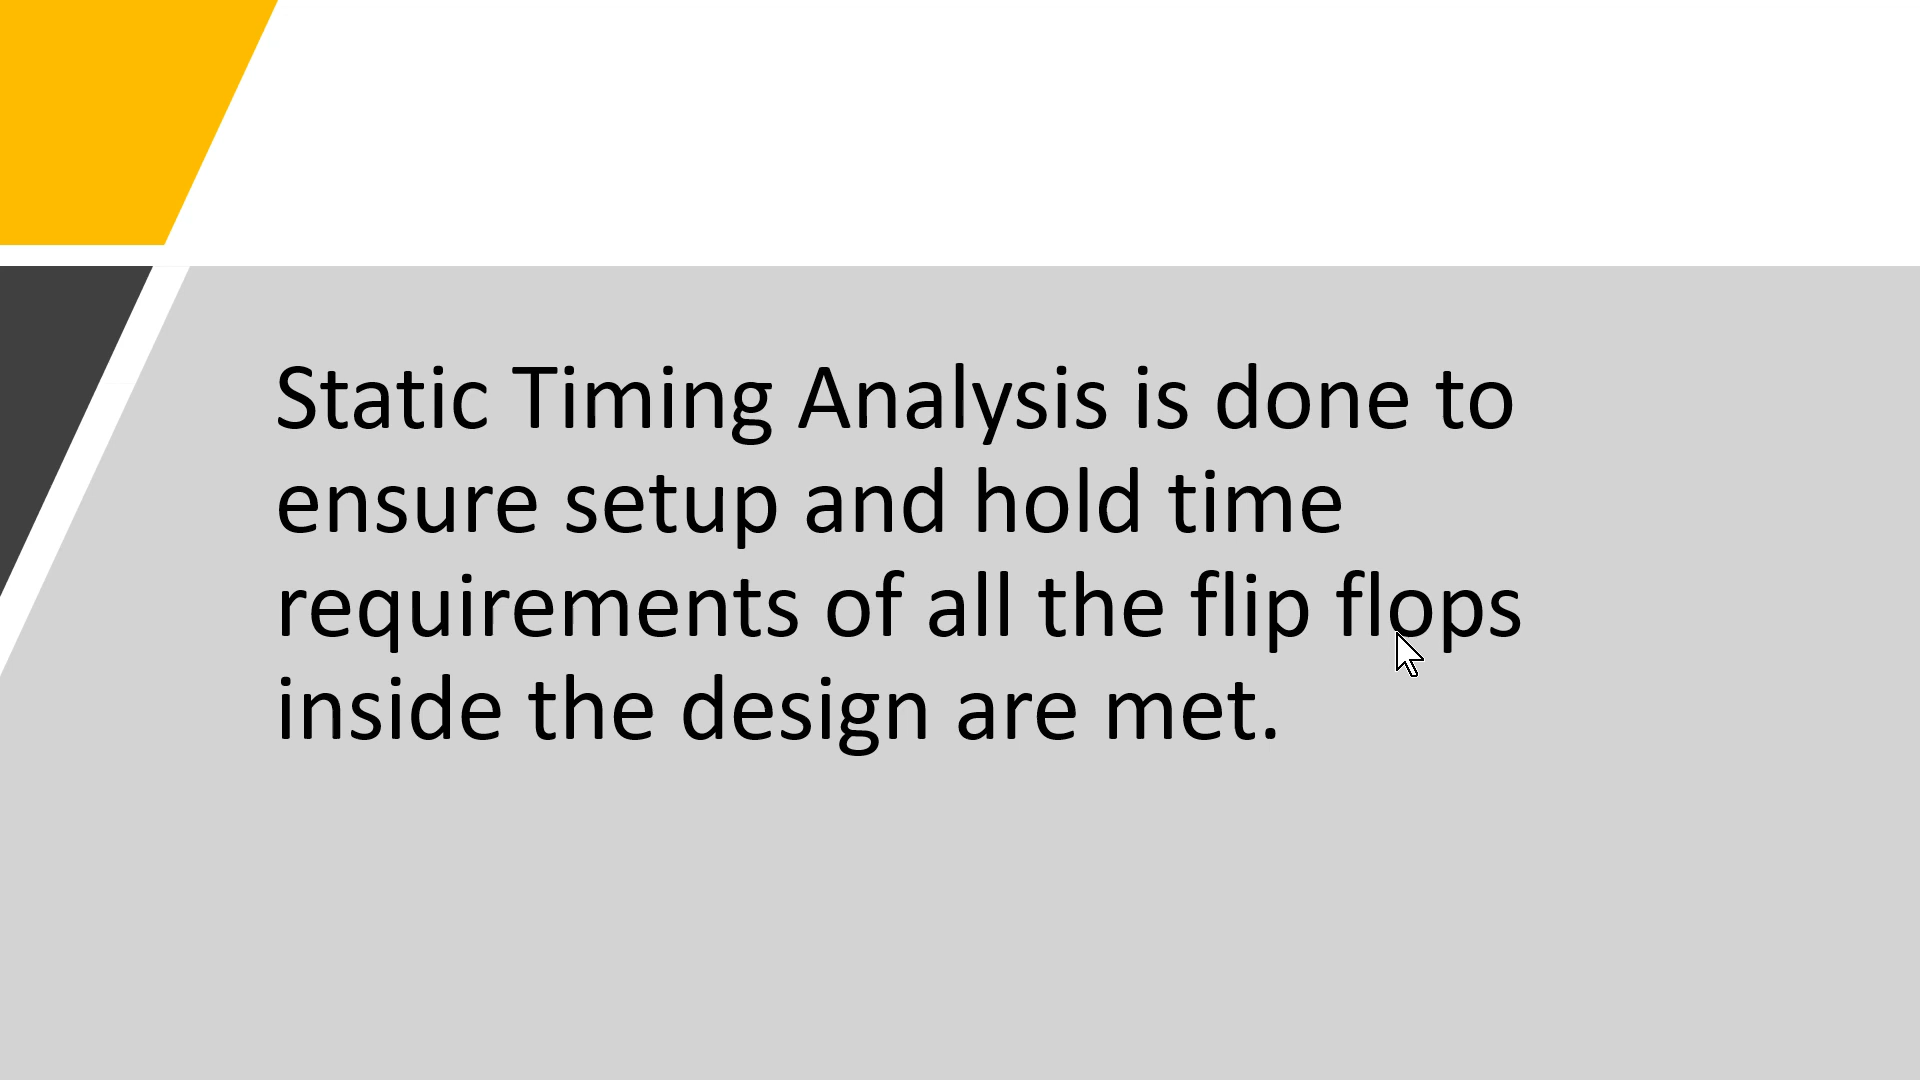 Static Timing Analysis is done to
ensure setup and hold time
requirements of all the flip flops
inside the design are met.